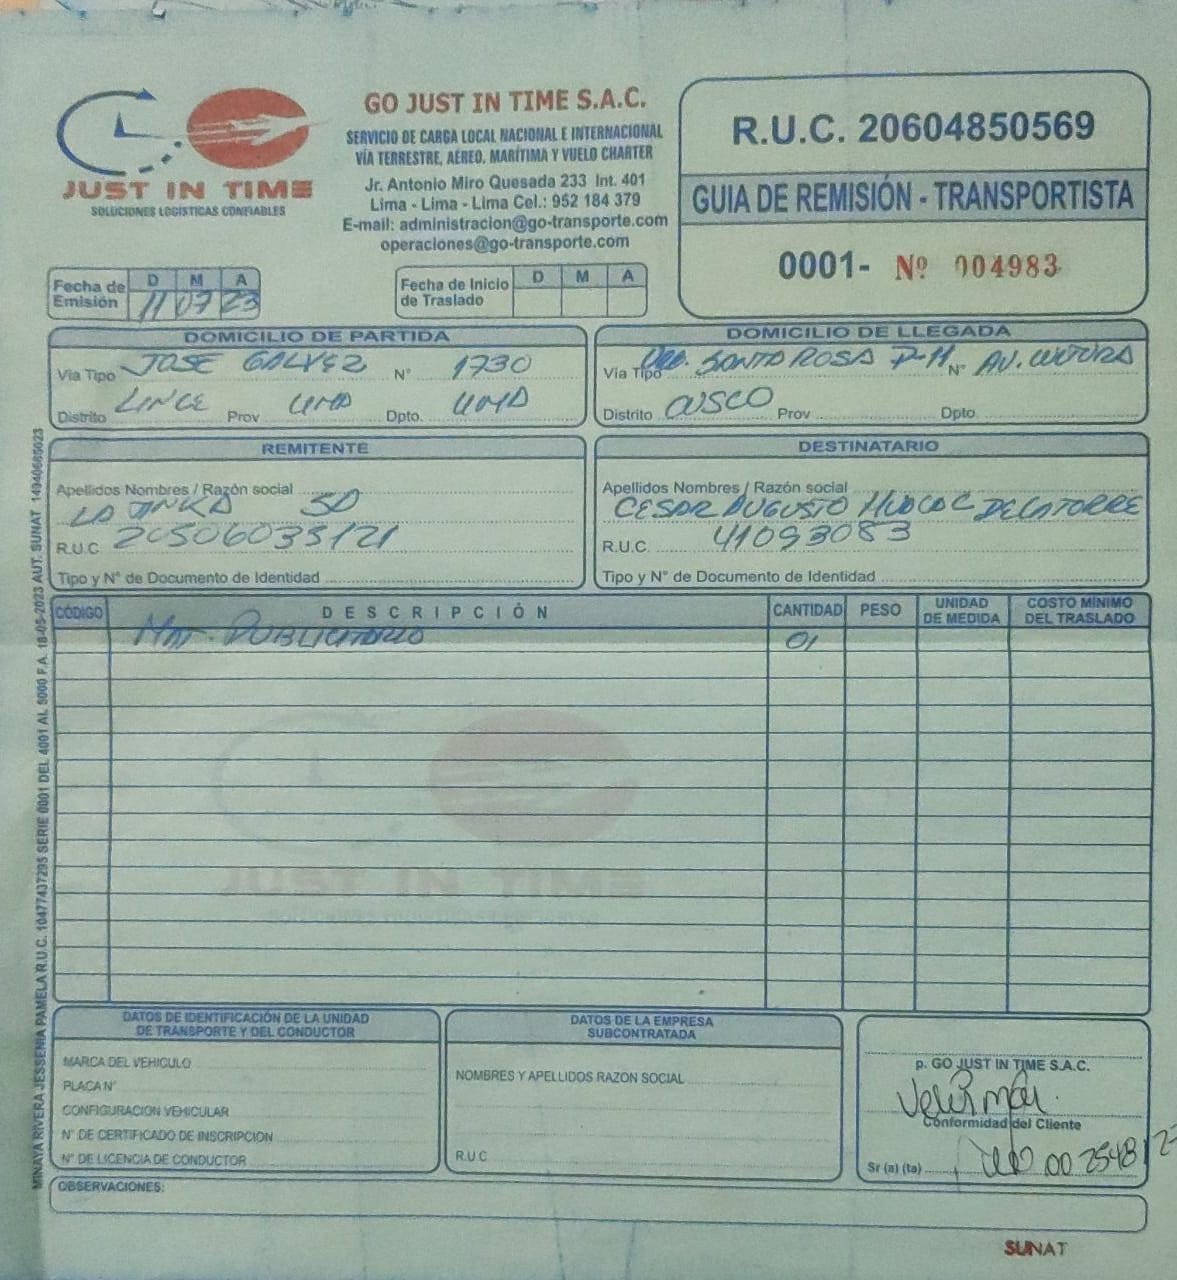 JUST IN TIME
SOLUCIONES LOGISTICAS CONFIABLES
GO JUST IN TIME S.A.C.
SERVICIO DE CARGA LOCAL NACIONAL E INTERNACIONAL
VÍA TERRESTRE, AÉREO, MARÍTIMA Y VUELO CHARTER
Jr. Antonio Miro Quesada 233 Int. 401
Lima - Lima - Lima Cel.: 952 184 379
E-mail: administracion@go-transporte.com
operaciones@go-transporte.com
R.U.C. 20604850569
GUIA DE REMISIÓN - TRANSPORTISTA
0001- Nº 004983
Fecha de Emisión D M A
11 07 23
Fecha de Inicio de Traslado D M A
DOMICILIO DE PARTIDA
Via Tipo JOSE GALVEZ N° 1730
Distrito LINCE Prov LIMA Dpto. LIMA
DOMICILIO DE LLEGADA
Via Tipo URB. SANTA ROSA P-11 N° AV. CULTURA
Distrito CUSCO Prov Dpto.
REMITENTE
Apellidos Nombres / Razón social
LA TINKA SA
R.U.C. 20506035121
Tipo y N° de Documento de Identidad
DESTINATARIO
Apellidos Nombres / Razón social
CESAR AUGUSTO HUACAC DE LA TORRE
R.U.C. 41093083
Tipo y N° de Documento de Identidad
CÓDIGO DESCRIPCIÓN CANTIDAD PESO UNIDAD DE MEDIDA COSTO MÍNIMO DEL TRASLADO
Mat. PUBLICITARIO 01
JUST IN TIME
DATOS DE IDENTIFICACIÓN DE LA UNIDAD
DE TRANSPORTE Y DEL CONDUCTOR
MARCA DEL VEHICULO
PLACA N°
CONFIGURACION VEHICULAR
N° DE CERTIFICADO DE INSCRIPCION
N° DE LICENCIA DE CONDUCTOR
DATOS DE LA EMPRESA
SUBCONTRATADA
NOMBRES Y APELLIDOS RAZON SOCIAL
R.U.C
p. GO JUST IN TIME S.A.C.
Conformidad del Cliente
Sr (a) (ta)
OBSERVACIONES:
SUNAT
MINAYA RIVERA JESSENIA PAMELA R.U.C. 10477437295 SERIE 0001 DEL 4001 AL 5000 F.A. 18-05-2023 AUT. SUNAT 14940685023